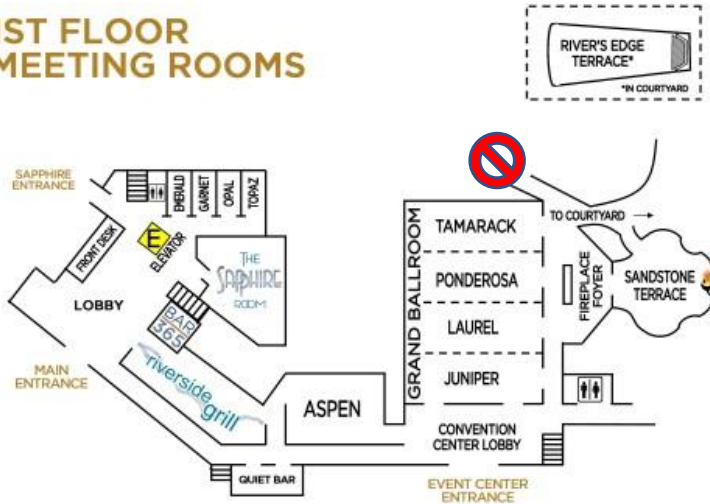 IST FLOOR
MEETING ROOMS
RIVER'S EDGE
TERRACE*
*IN COURTYARD
SAPPHIRE
ENTRANCE
EMERALD
GARNET
OPAL
TOPAZ
TO COURTYARD
TAMARACK
FRONT DESK
E
ELEVATOR
THE
SAPPHIRE
ROOM
GRAND BALLROOM
PONDEROSA
FIREPLACE
FOYER
SANDSTONE
TERRACE
LOBBY
BAR
365
LAUREL
MAIN
ENTRANCE
riverside
grill
JUNIPER
ASPEN
CONVENTION
CENTER LOBBY
QUIET BAR
EVENT CENTER
ENTRANCE